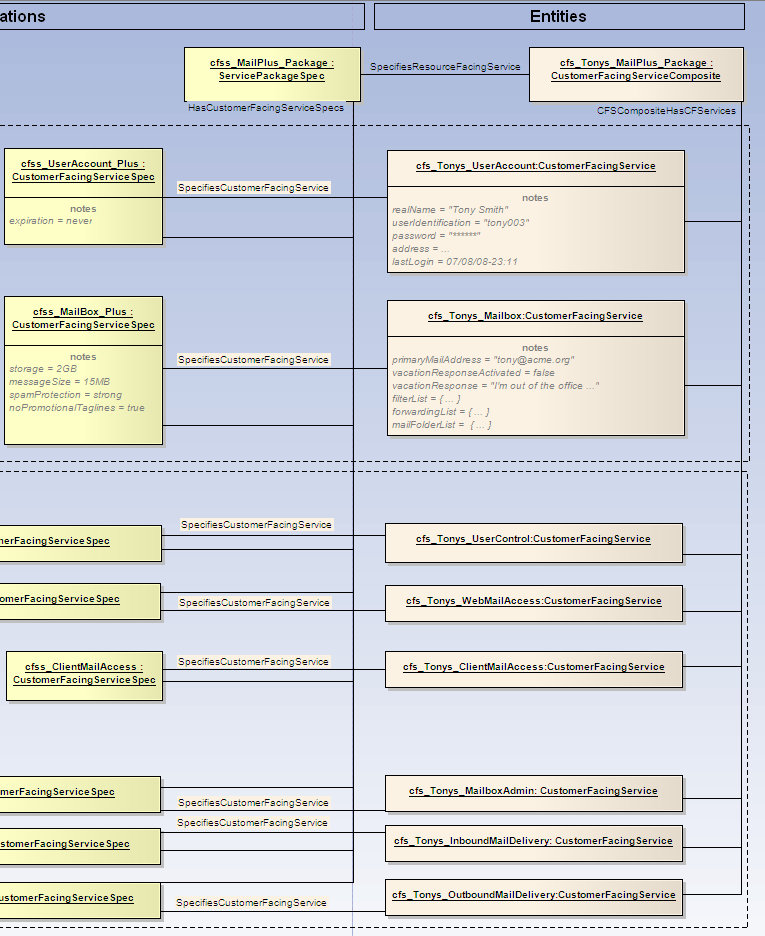 ations
Entities
cfss_MailPlus_Package :
ServicePackageSpec
SpecifiesResourceFacingService
cfs_Tonys_MailPlus_Package :
CustomerFacingServiceComposite
HasCustomerFacingServiceSpecs
CFSCompositeHasCFServices
cfss_UserAccount_Plus :
CustomerFacingServiceSpec
notes
expiration = never
SpecifiesCustomerFacingService
cfs_Tonys_UserAccount:CustomerFacingService
notes
realName = "Tony Smith"
userIdentification = "tony003"
password = "******"
address = ...
lastLogin = 07/08/08-23:11
cfss_MailBox_Plus :
CustomerFacingServiceSpec
notes
storage = 2GB
messageSize = 15MB
spamProtection = strong
noPromotionalTaglines = true
SpecifiesCustomerFacingService
cfs_Tonys_Mailbox:CustomerFacingService
notes
primaryMailAddress = "tony@acme.org"
vacationResponseActivated = false
vacationResponse = "I'm out of the office ..."
filterList = { ... }
forwardingList = { ... }
mailFolderList =  { ... }
merFacingServiceSpec
SpecifiesCustomerFacingService
cfs_Tonys_UserControl:CustomerFacingService
omerFacingServiceSpec
SpecifiesCustomerFacingService
cfs_Tonys_WebMailAccess:CustomerFacingService
cfss_ClientMailAccess :
CustomerFacingServiceSpec
SpecifiesCustomerFacingService
cfs_Tonys_ClientMailAccess:CustomerFacingService
merFacingServiceSpec
SpecifiesCustomerFacingService
cfs_Tonys_MailboxAdmin: CustomerFacingService
stomerFacingServiceSpec
SpecifiesCustomerFacingService
cfs_Tonys_InboundMailDelivery: CustomerFacingService
ustomerFacingServiceSpec
SpecifiesCustomerFacingService
cfs_Tonys_OutboundMailDelivery:CustomerFacingService